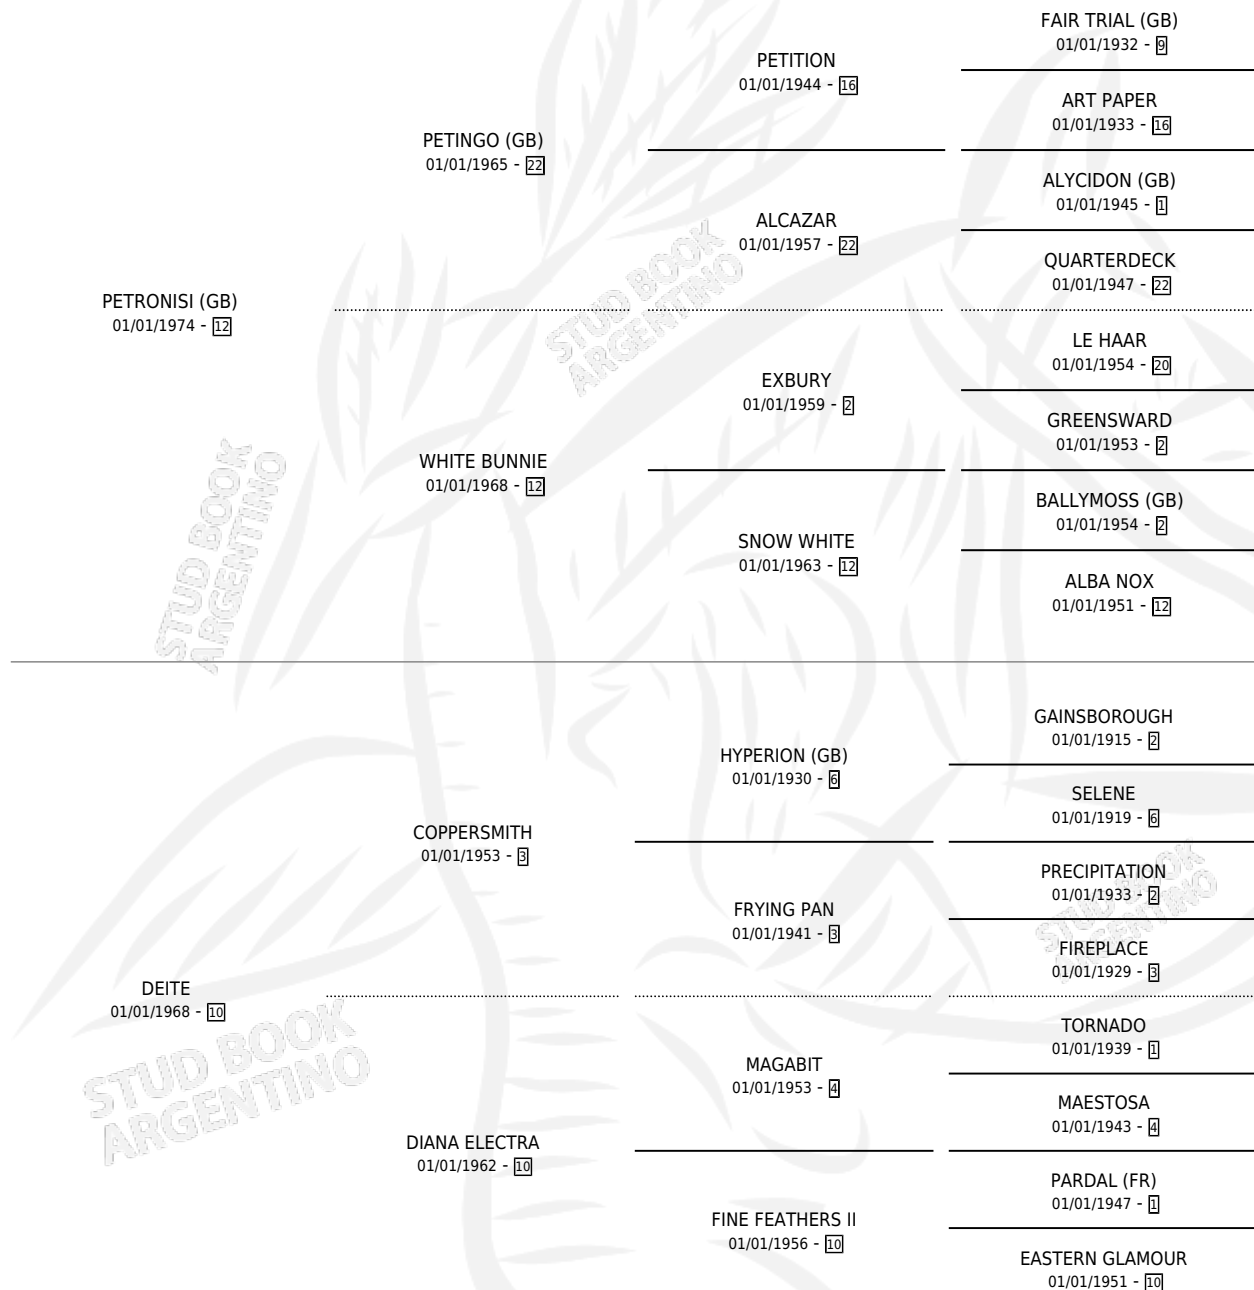 FAIR TRIAL (GB)
01/01/1932 - 9
PETITION
01/01/1944 - 16
ART PAPER
01/01/1933 - 16
PETINGO (GB)
01/01/1965 - 22
ALYCIDON (GB)
01/01/1945 - 1
ALCAZAR
01/01/1957 - 22
QUARTERDECK
01/01/1947 - 22
PETRONISI (GB)
01/01/1974 - 12
LE HAAR
01/01/1954 - 20
EXBURY
01/01/1959 - 2
GREENSWARD
01/01/1953 - 2
WHITE BUNNIE
01/01/1968 - 12
BALLYMOSS (GB)
01/01/1954 - 2
SNOW WHITE
01/01/1963 - 12
ALBA NOX
01/01/1951 - 12
GAINSBOROUGH
01/01/1915 - 2
HYPERION (GB)
01/01/1930 - 6
SELENE
01/01/1919 - 6
COPPERSMITH
01/01/1953 - 3
PRECIPITATION
01/01/1933 - 2
FRYING PAN
01/01/1941 - 3
FIREPLACE
01/01/1929 - 3
DEITE
01/01/1968 - 10
TORNADO
01/01/1939 - 1
MAGABIT
01/01/1953 - 4
MAESTOSA
01/01/1943 - 4
DIANA ELECTRA
01/01/1962 - 10
PARDAL (FR)
01/01/1947 - 1
FINE FEATHERS II
01/01/1956 - 10
EASTERN GLAMOUR
01/01/1951 - 10
STUD BOOK
ARGENTINO
STUD BOOK
ARGENTINO
STUD BOOK
ARGENTINO
STUD BOOK
ARGENTINO